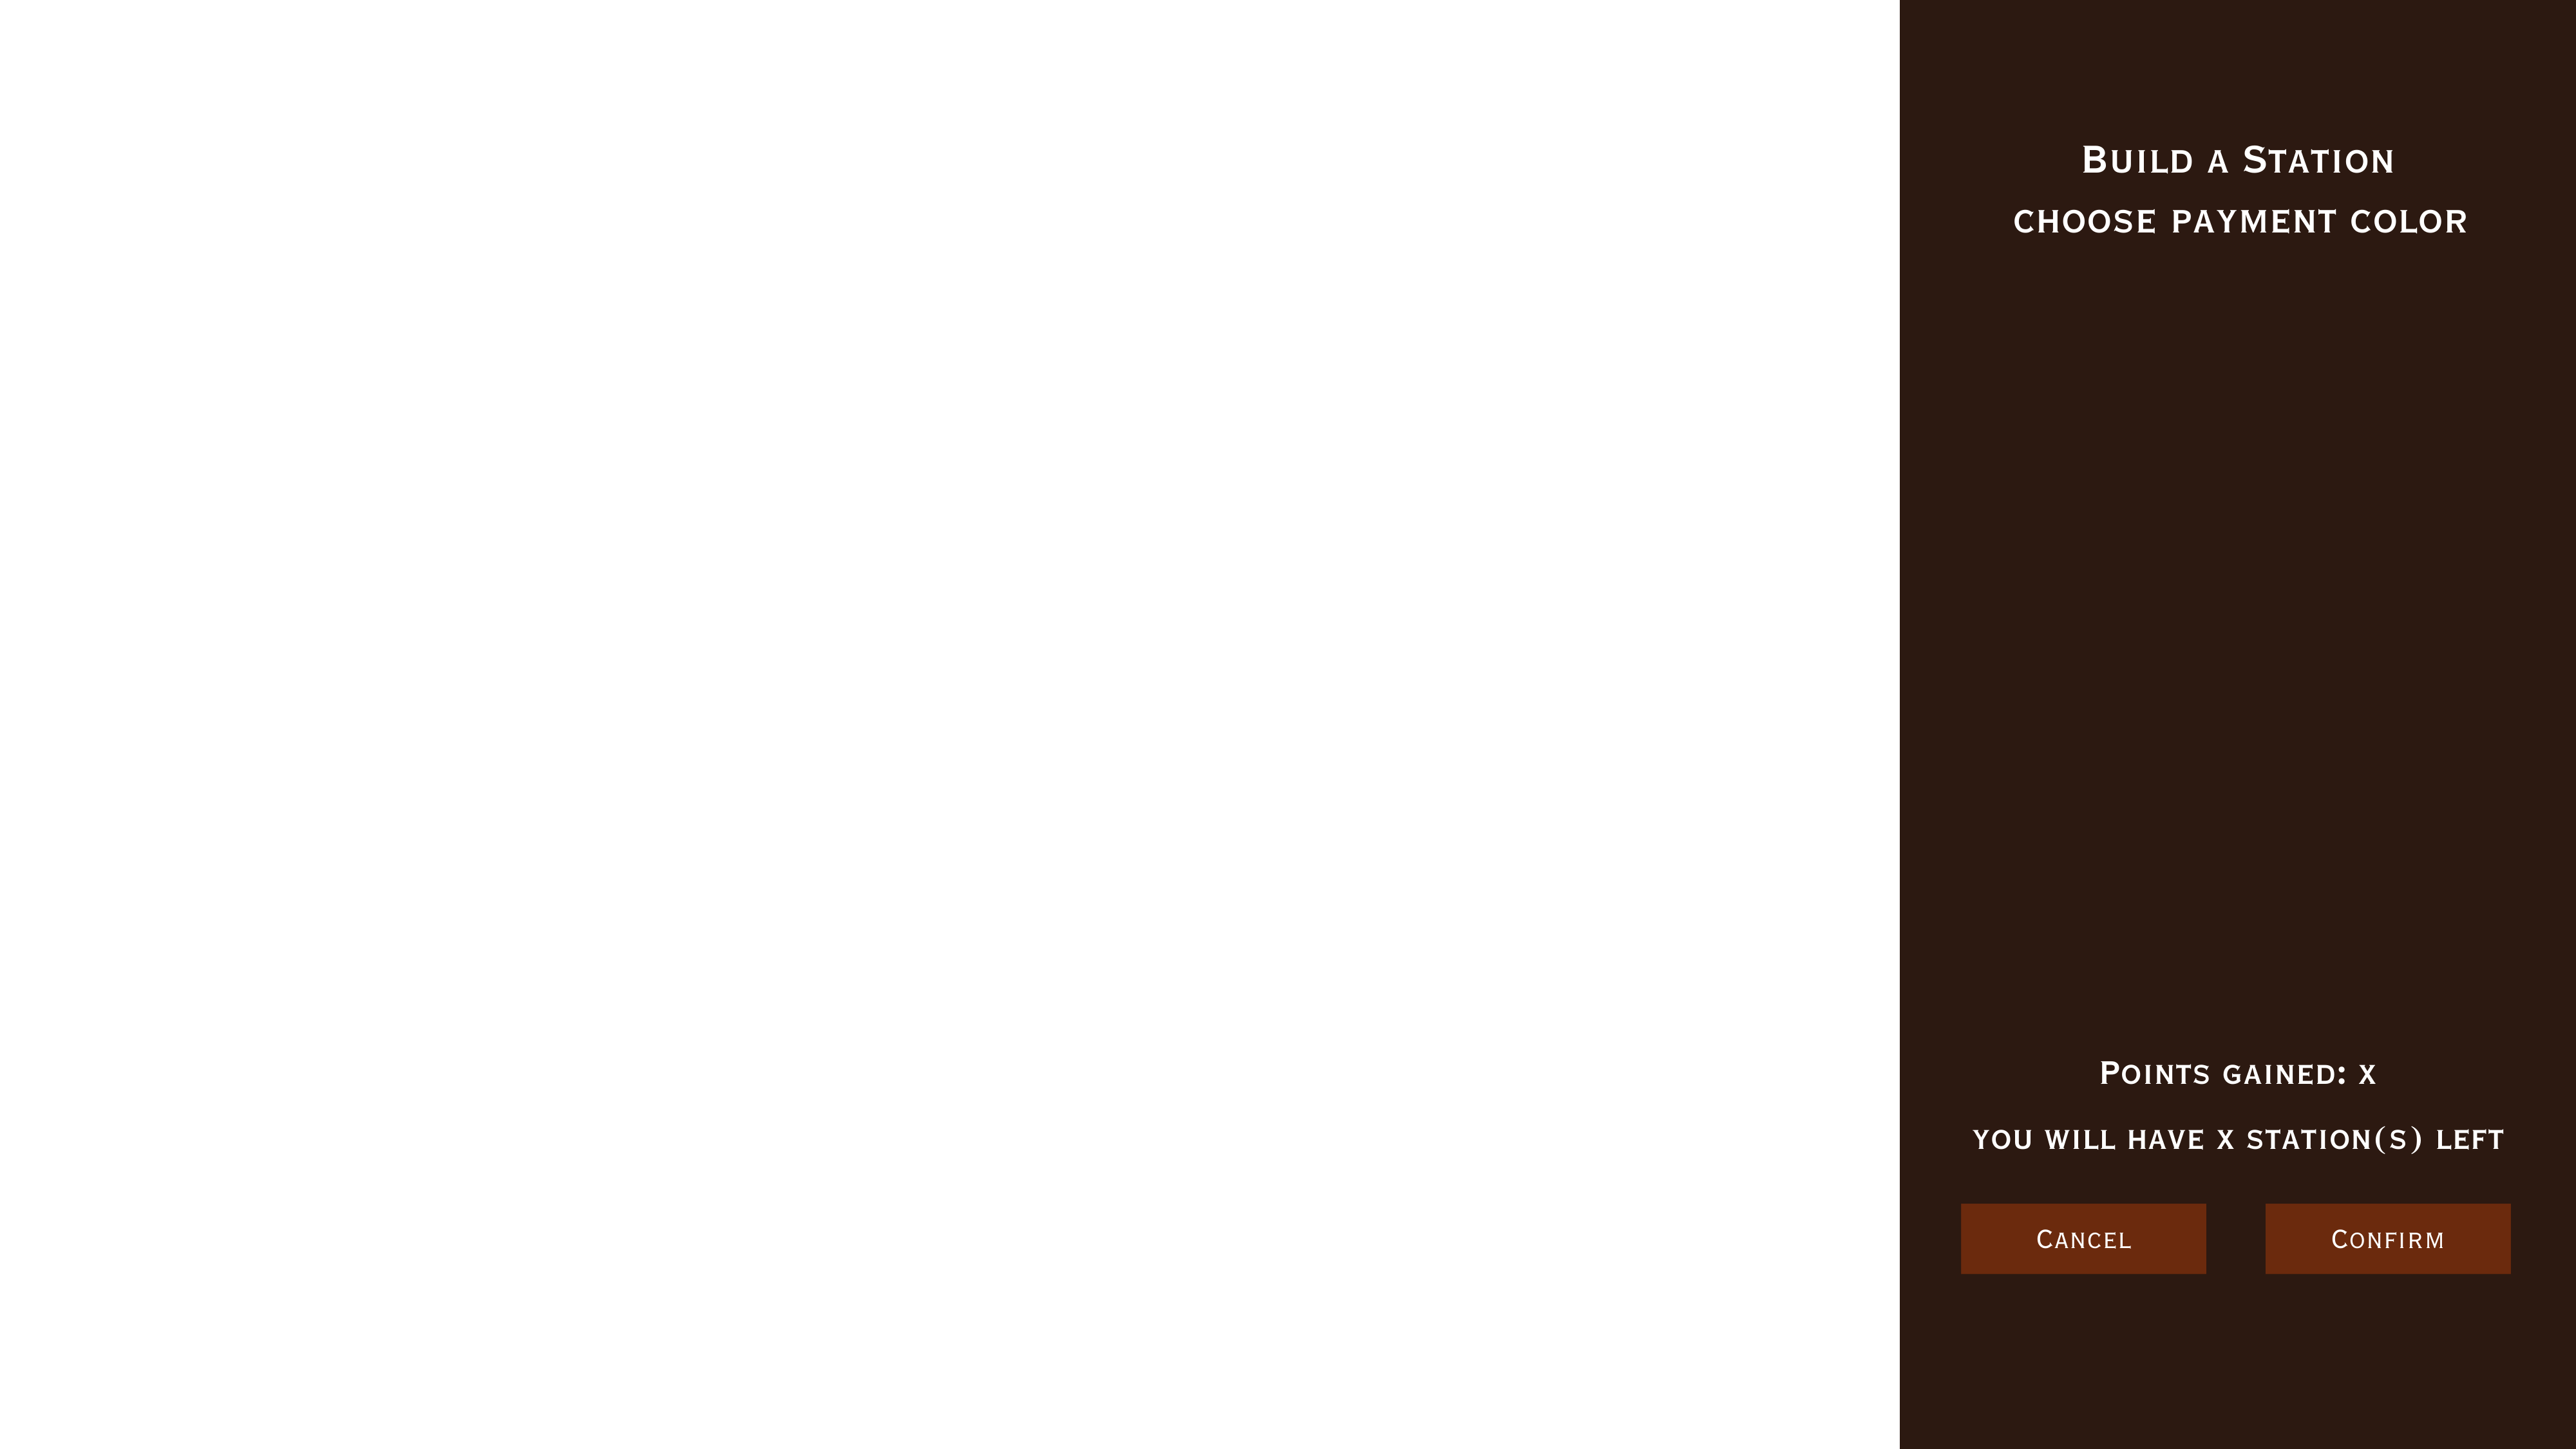 Build a Station
choose payment color
Points gained: x
you will have x station(s) left
Cancel
Confirm